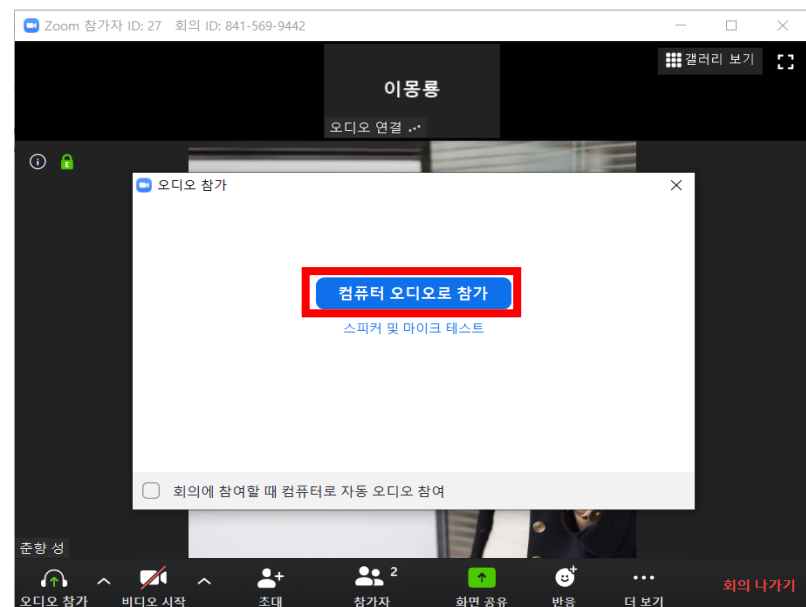 Zoom 참가자 ID: 27 회의 ID: 841-569-9442
갤러리 보기
이몽룡
오디오 연결 ...
오디오 참가
컴퓨터 오디오로 참가
스피커 및 마이크 테스트
회의에 참여할 때 컴퓨터로 자동 오디오 참여
춘향 성
2
오디오 참가 비디오 시작 초대 참가자 화면 공유 반응 더 보기 회의 나가기